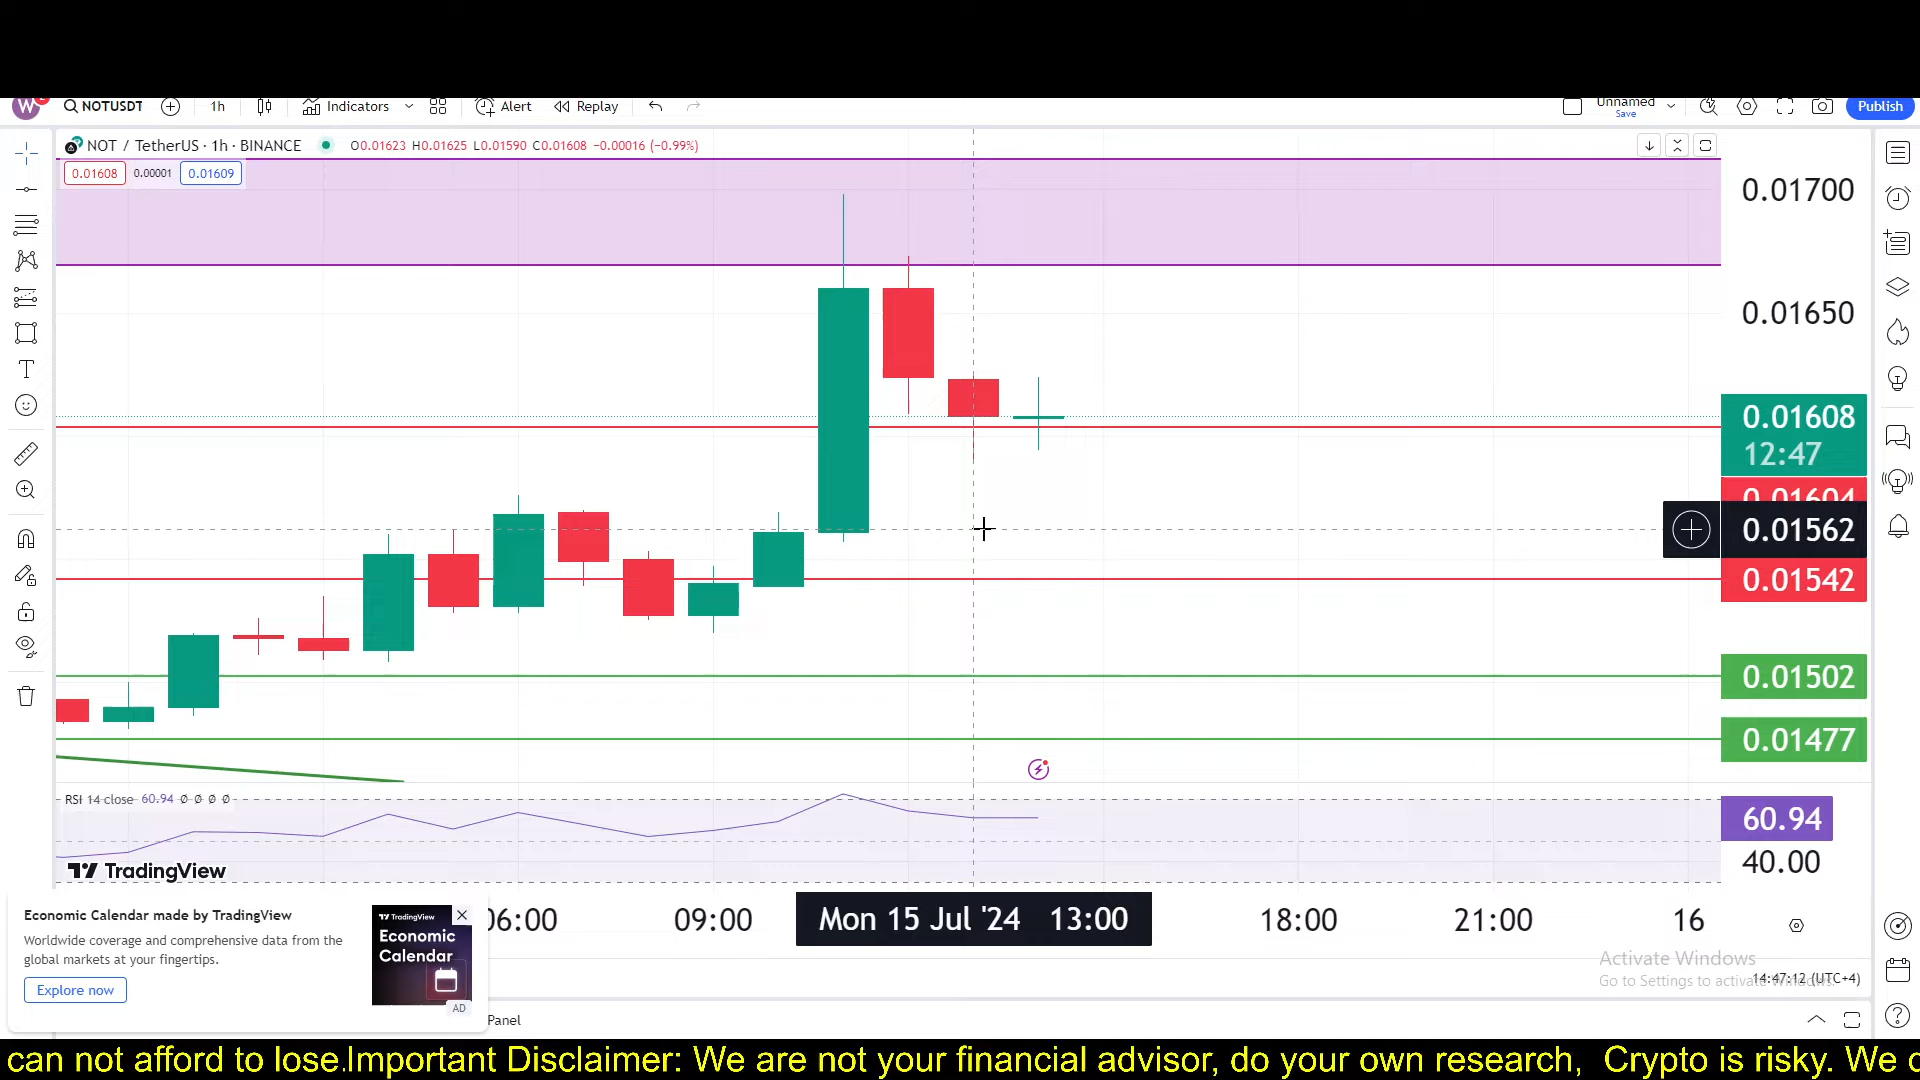 W
NOTUSDT
1h
Indicators
Alert
Replay
Unnamed
Save
Publish
NOT / TetherUS · 1h · BINANCE
O0.01623 H0.01625 L0.01590 C0.01608 −0.00016 (−0.99%)
0.01608 0.00001 0.01609
0.01700
0.01650
0.01608
12:47
0.01604
0.01562
0.01542
0.01502
0.01477
RSI 14 close 60.94 Ø Ø Ø Ø
60.94
40.00
TradingView
06:00
09:00
Mon 15 Jul '24 13:00
18:00
21:00
16
Economic Calendar made by TradingView
Worldwide coverage and comprehensive data from the
global markets at your fingertips.
Explore now
TradingView
Economic
Calendar
AD
Activate Windows
Go to Settings to activate Windows.
14:47:12 (UTC+4)
Panel
can not afford to lose.Important Disclaimer: We are not your financial advisor, do your own research, Crypto is risky. We